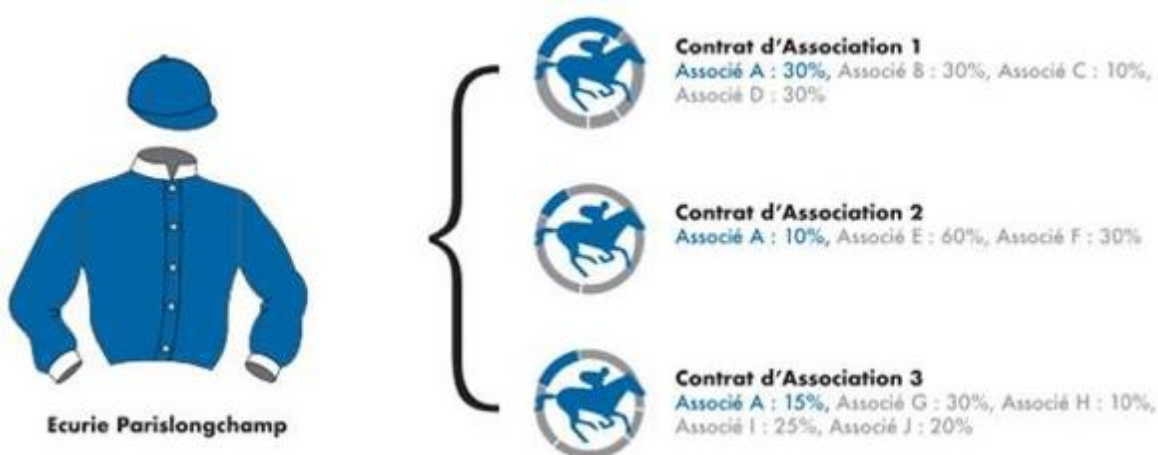 Contrat d'Association 1
Associé A : 30%, Associé B : 30%, Associé C : 10%,
Associé D : 30%
Contrat d'Association 2
Associé A : 10%, Associé E : 60%, Associé F : 30%
Contrat d'Association 3
Associé A : 15%, Associé G : 30%, Associé H : 10%,
Associé I : 25%, Associé J : 20%
Ecurie Parislongchamp